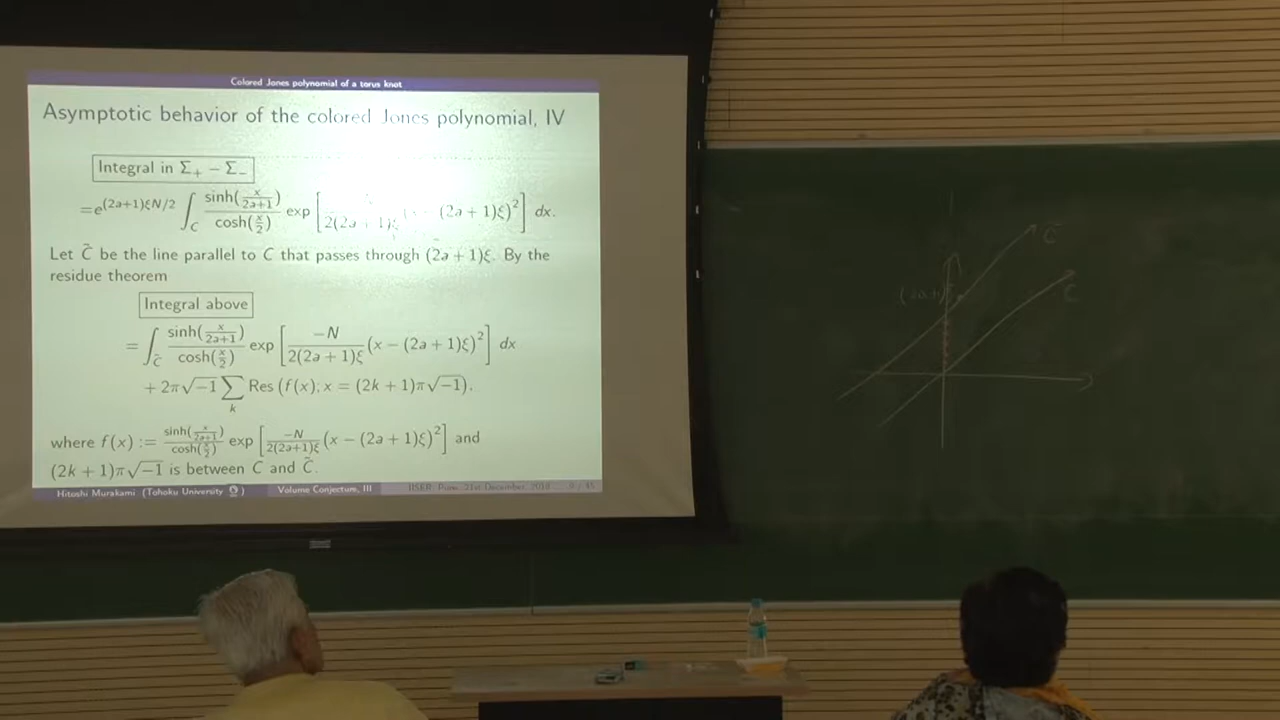 Colored Jones polynomial of a torus knot
Asymptotic behavior of the colored Jones polynomial, IV
Integral in Σ₊ − Σ₋
=e^{(2a+1)ξN/2} ∫_C sinh(x/(2a+1))/cosh(x/2) exp[ /2(2a+1)ξ (2a+1)ξ)²] dx.
Let C̃ be the line parallel to C that passes through (2a+1)ξ. By the
residue theorem
Integral above
= ∫_C̃ sinh(x/(2a+1))/cosh(x/2) exp[−N/2(2a+1)ξ (x − (2a+1)ξ)²] dx
+ 2π√−1 ∑_k Res (f(x); x = (2k+1)π√−1).
where f(x) := sinh(x/(2a+1))/cosh(x/2) exp[−N/2(2a+1)ξ (x − (2a+1)ξ)²] and
(2k+1)π√−1 is between C and C̃.
Hitoshi Murakami (Tohoku University) Volume Conjecture, III
C̃
C